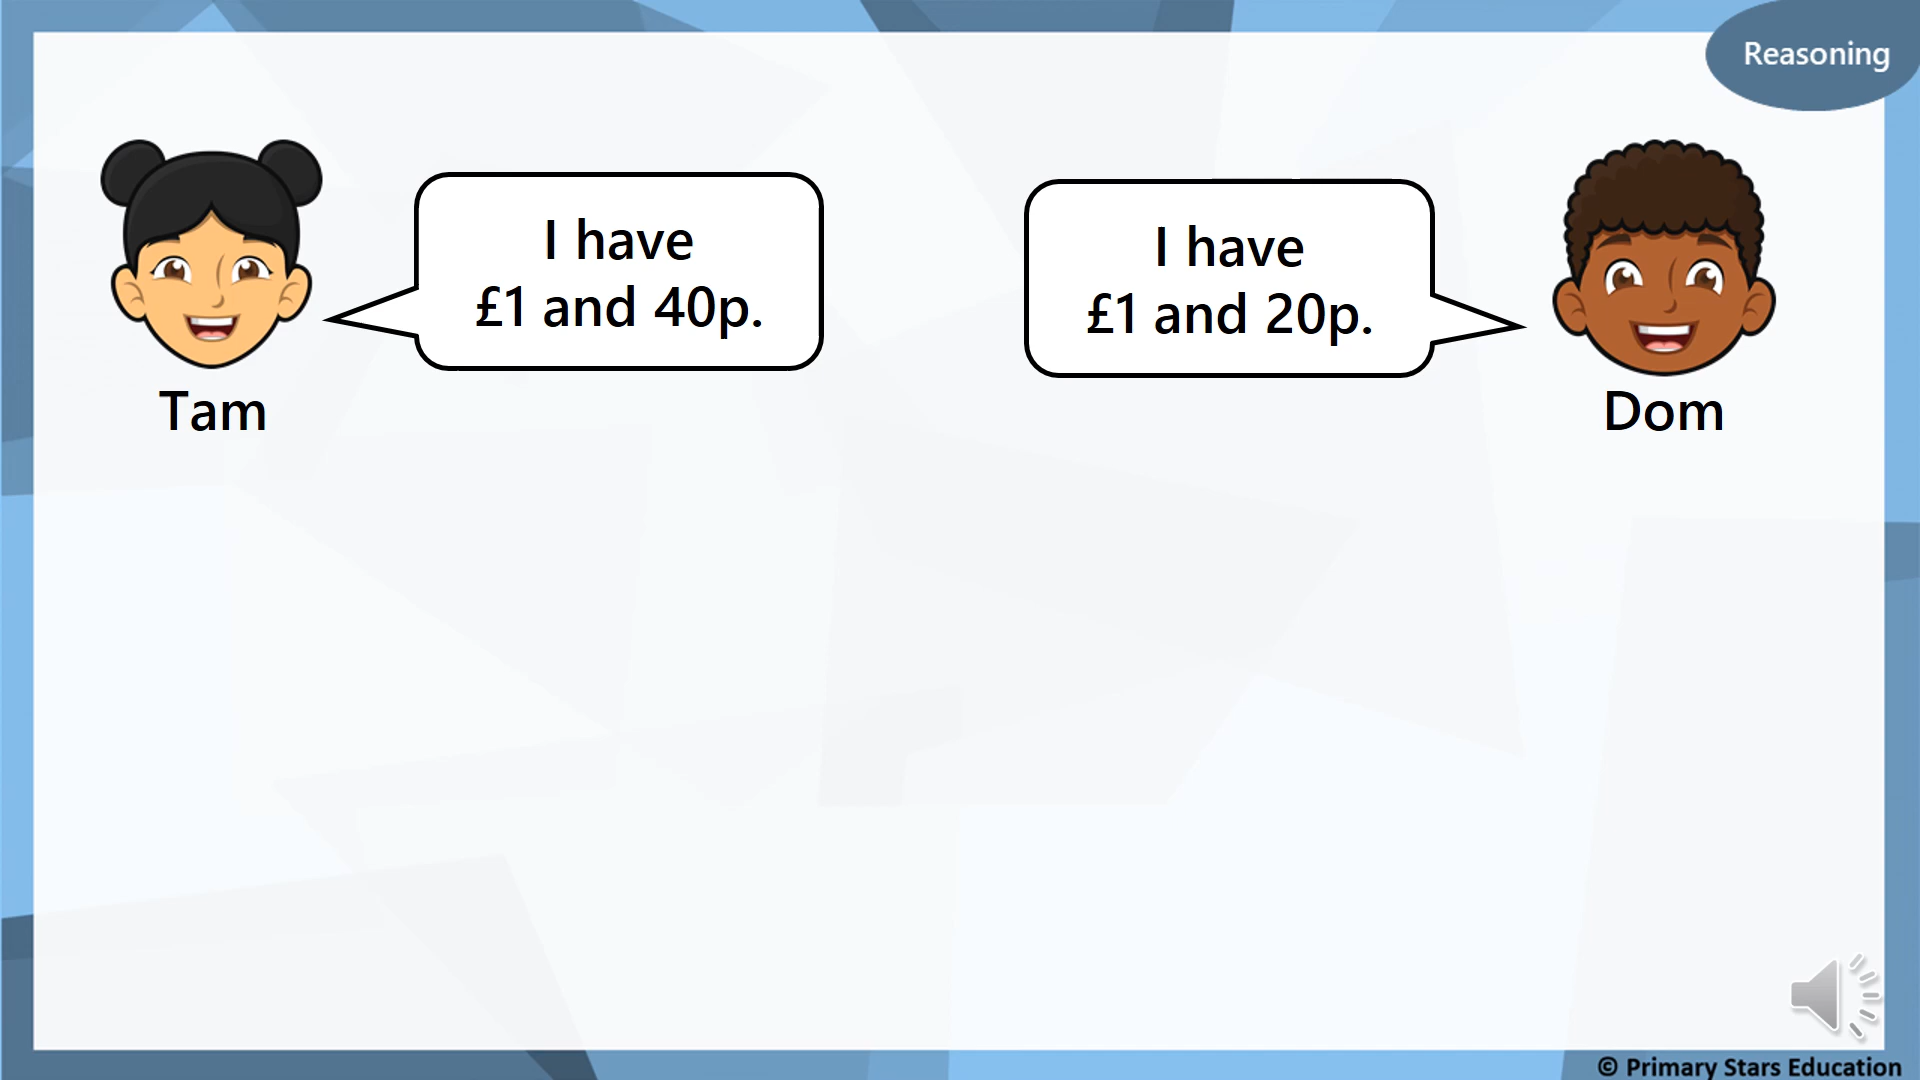 Reasoning
I have
£1 and 40p.
I have
£1 and 20p.
Tam
Dom
© Primary Stars Education